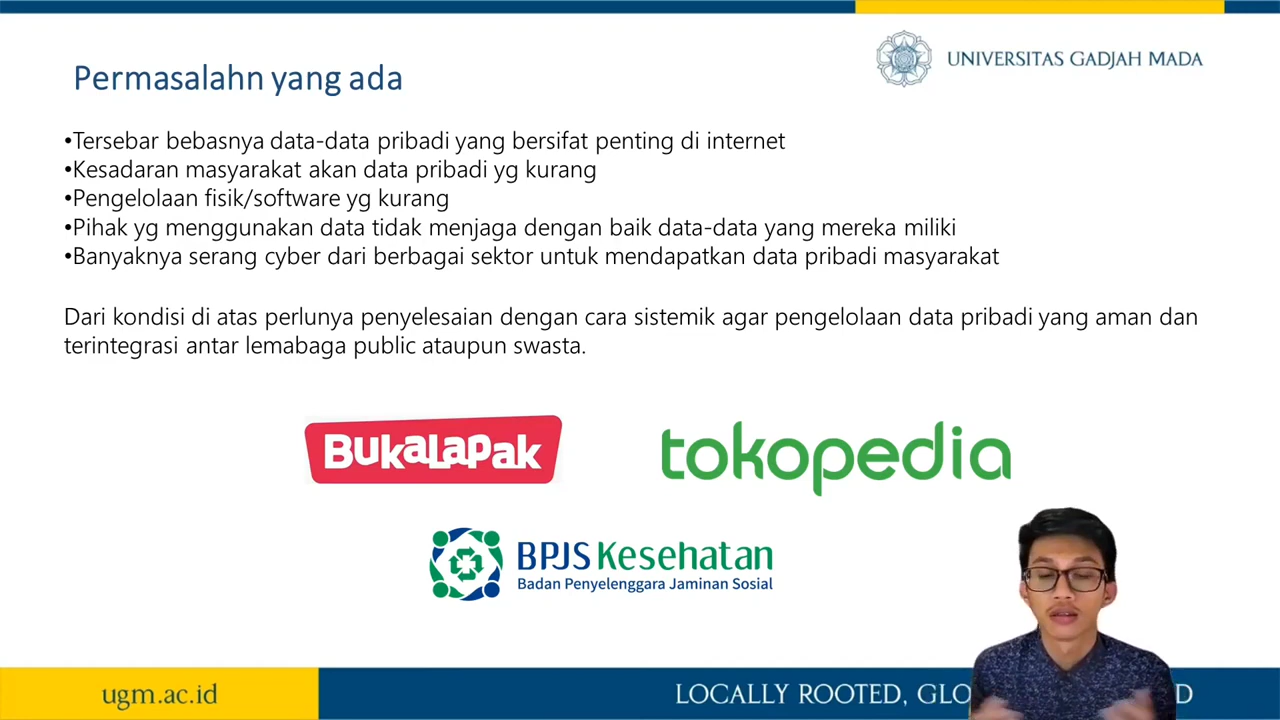 UNIVERSITAS GADJAH MADA
Permasalahn yang ada
•Tersebar bebasnya data-data pribadi yang bersifat penting di internet
•Kesadaran masyarakat akan data pribadi yg kurang
•Pengelolaan fisik/software yg kurang
•Pihak yg menggunakan data tidak menjaga dengan baik data-data yang mereka miliki
•Banyaknya serang cyber dari berbagai sektor untuk mendapatkan data pribadi masyarakat
Dari kondisi di atas perlunya penyelesaian dengan cara sistemik agar pengelolaan data pribadi yang aman dan
terintegrasi antar lemabaga public ataupun swasta.
BukaLapak
tokopedia
BPJS Kesehatan
Badan Penyelenggara Jaminan Sosial
ugm.ac.id
LOCALLY ROOTED,